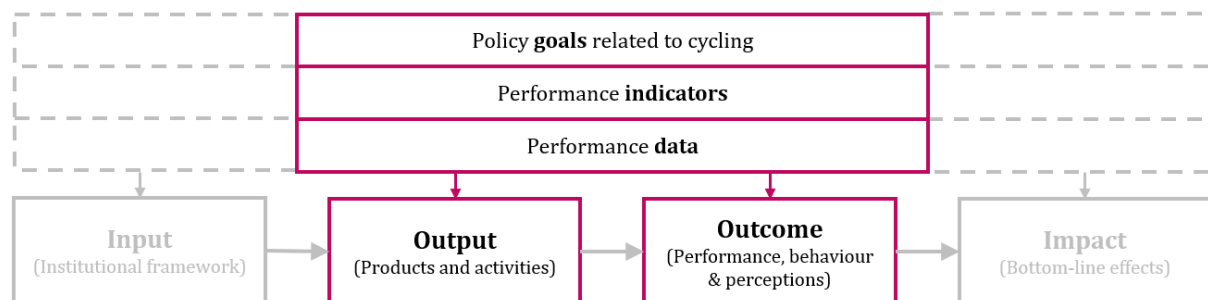 Policy goals related to cycling
Performance indicators
Performance data
Input
(Institutional framework)
Output
(Products and activities)
Outcome
(Performance, behaviour
& perceptions)
Impact
(Bottom-line effects)